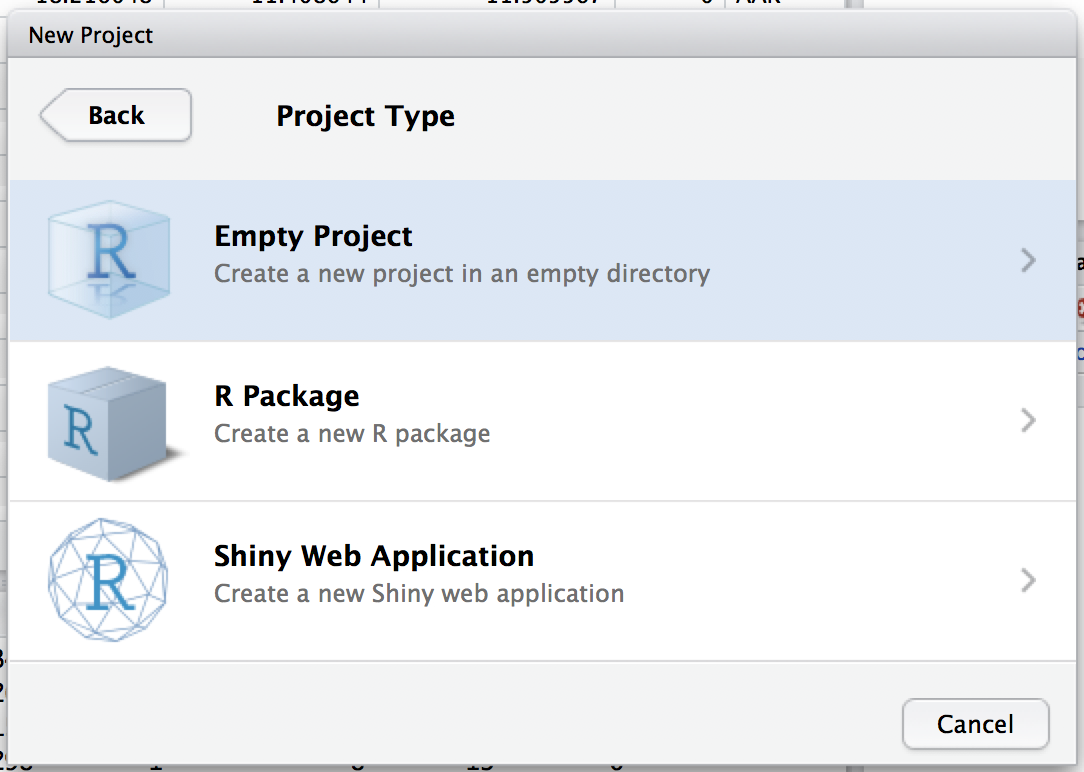 New Project
Back
Project Type
R
Empty Project
Create a new project in an empty directory
R
R Package
Create a new R package
R
Shiny Web Application
Create a new Shiny web application
Cancel